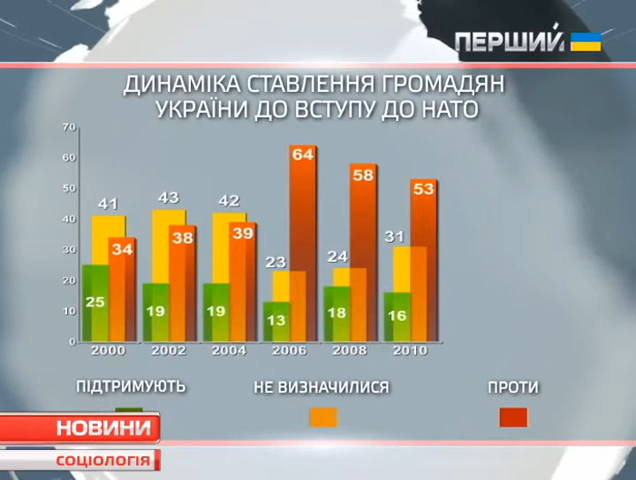 ПЕРШИЙ
ДИНАМІКА СТАВЛЕННЯ ГРОМАДЯН
УКРАЇНИ ДО ВСТУПУ ДО НАТО
70
60
50
40
30
20
10
0
41 43 42 23 24 31
34 38 39 64 58 53
25 19 19 13 18 16
2000 2002 2004 2006 2008 2010
ПІДТРИМУЮТЬ НЕ ВИЗНАЧИЛИСЯ ПРОТИ
НОВИНИ
СОЦІОЛОГІЯ